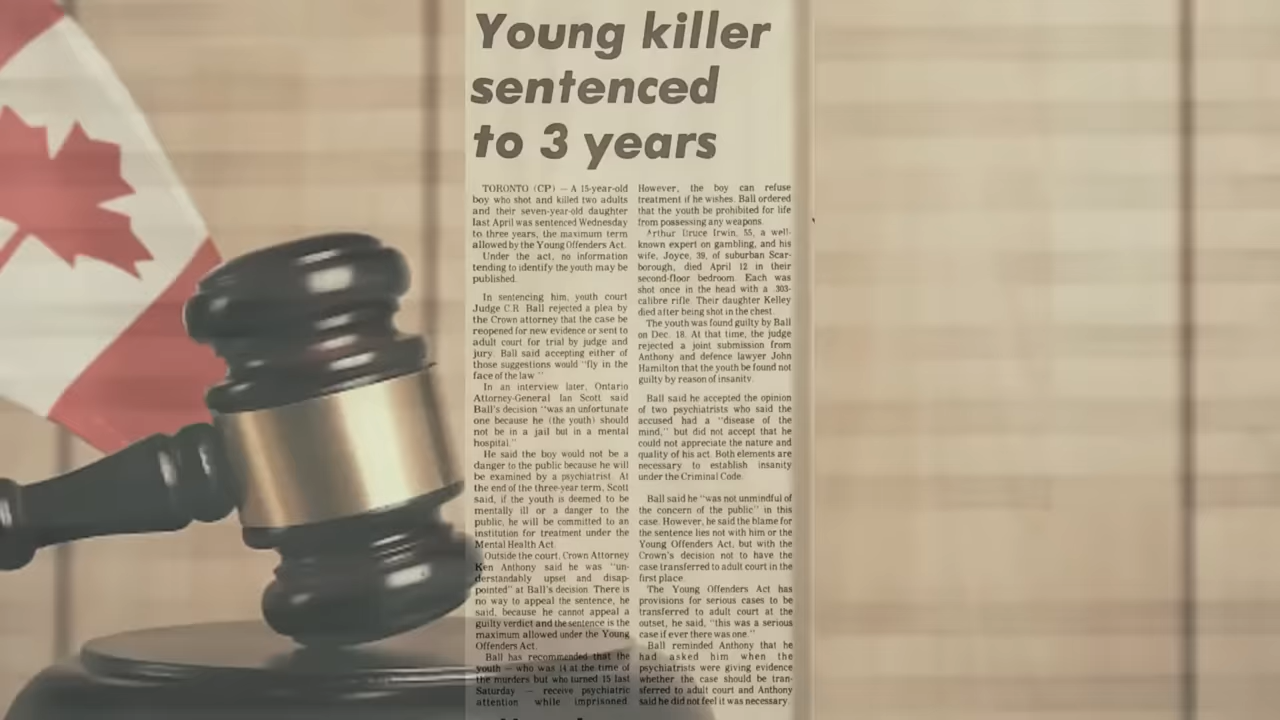 Young killer
sentenced
to 3 years
TORONTO (CP) — A 15-year-old
boy who shot and killed two adults
and their seven-year-old daughter
last April was sentenced Wednesday
to three years, the maximum term
allowed by the Young Offenders Act.
Under the act, no information
tending to identify the youth may be
published.
In sentencing him, youth court
Judge C.R. Ball rejected a plea by
the Crown attorney that the case be
reopened for new evidence or sent to
adult court for trial by judge and
jury. Ball said accepting either of
those suggestions would "fly in the
face of the law."
In an interview later, Ontario
Attorney-General Ian Scott said
Ball's decision "was an unfortunate
one because he (the youth) should
not be in a jail but in a mental
hospital."
He said the boy would not be a
danger to the public because he will
be examined by a psychiatrist. At
the end of the three-year term, Scott
said, if the youth is deemed to be
mentally ill or a danger to the
public, he will be committed to an
institution for treatment under the
Mental Health Act.
Outside the court, Crown Attorney
Ken Anthony said he was "un-
derstandably upset and disap-
pointed" at Ball's decision. There is
no way to appeal the sentence, he
said, because he cannot appeal a
guilty verdict and the sentence is the
maximum allowed under the Young
Offenders Act.
Ball has recommended that the
youth — who was 14 at the time of
the murders but who turned 15 last
Saturday — receive psychiatric
attention while imprisoned.
However, the boy can refuse
treatment if he wishes. Ball ordered
that the youth be prohibited for life
from possessing any weapons.
Arthur Bruce Irwin, 55, a well-
known expert on gambling, and his
wife, Joyce, 39, of suburban Scar-
borough, died April 12 in their
second-floor bedroom. Each was
shot once in the head with a .303-
calibre rifle. Their daughter Kelley
died after being shot in the chest.
The youth was found guilty by Ball
on Dec. 18. At that time, the judge
rejected a joint submission from
Anthony and defence lawyer John
Hamilton that the youth be found not
guilty by reason of insanity.
Ball said he accepted the opinion
of two psychiatrists who said the
accused had a "disease of the
mind," but did not accept that he
could not appreciate the nature and
quality of his act. Both elements are
necessary to establish insanity
under the Criminal Code.
Ball said he "was not unmindful of
the concern of the public" in this
case. However, he said the blame for
the sentence lies not with him or the
Young Offenders Act, but with the
Crown's decision not to have the
case transferred to adult court in the
first place.
The Young Offenders Act has
provisions for serious cases to be
transferred to adult court at the
outset, he said, "this was a serious
case if ever there was one."
Ball reminded Anthony that he
had asked him when the
psychiatrists were giving evidence
whether the case should be tran-
sferred to adult court and Anthony
said he did not feel it was necessary.